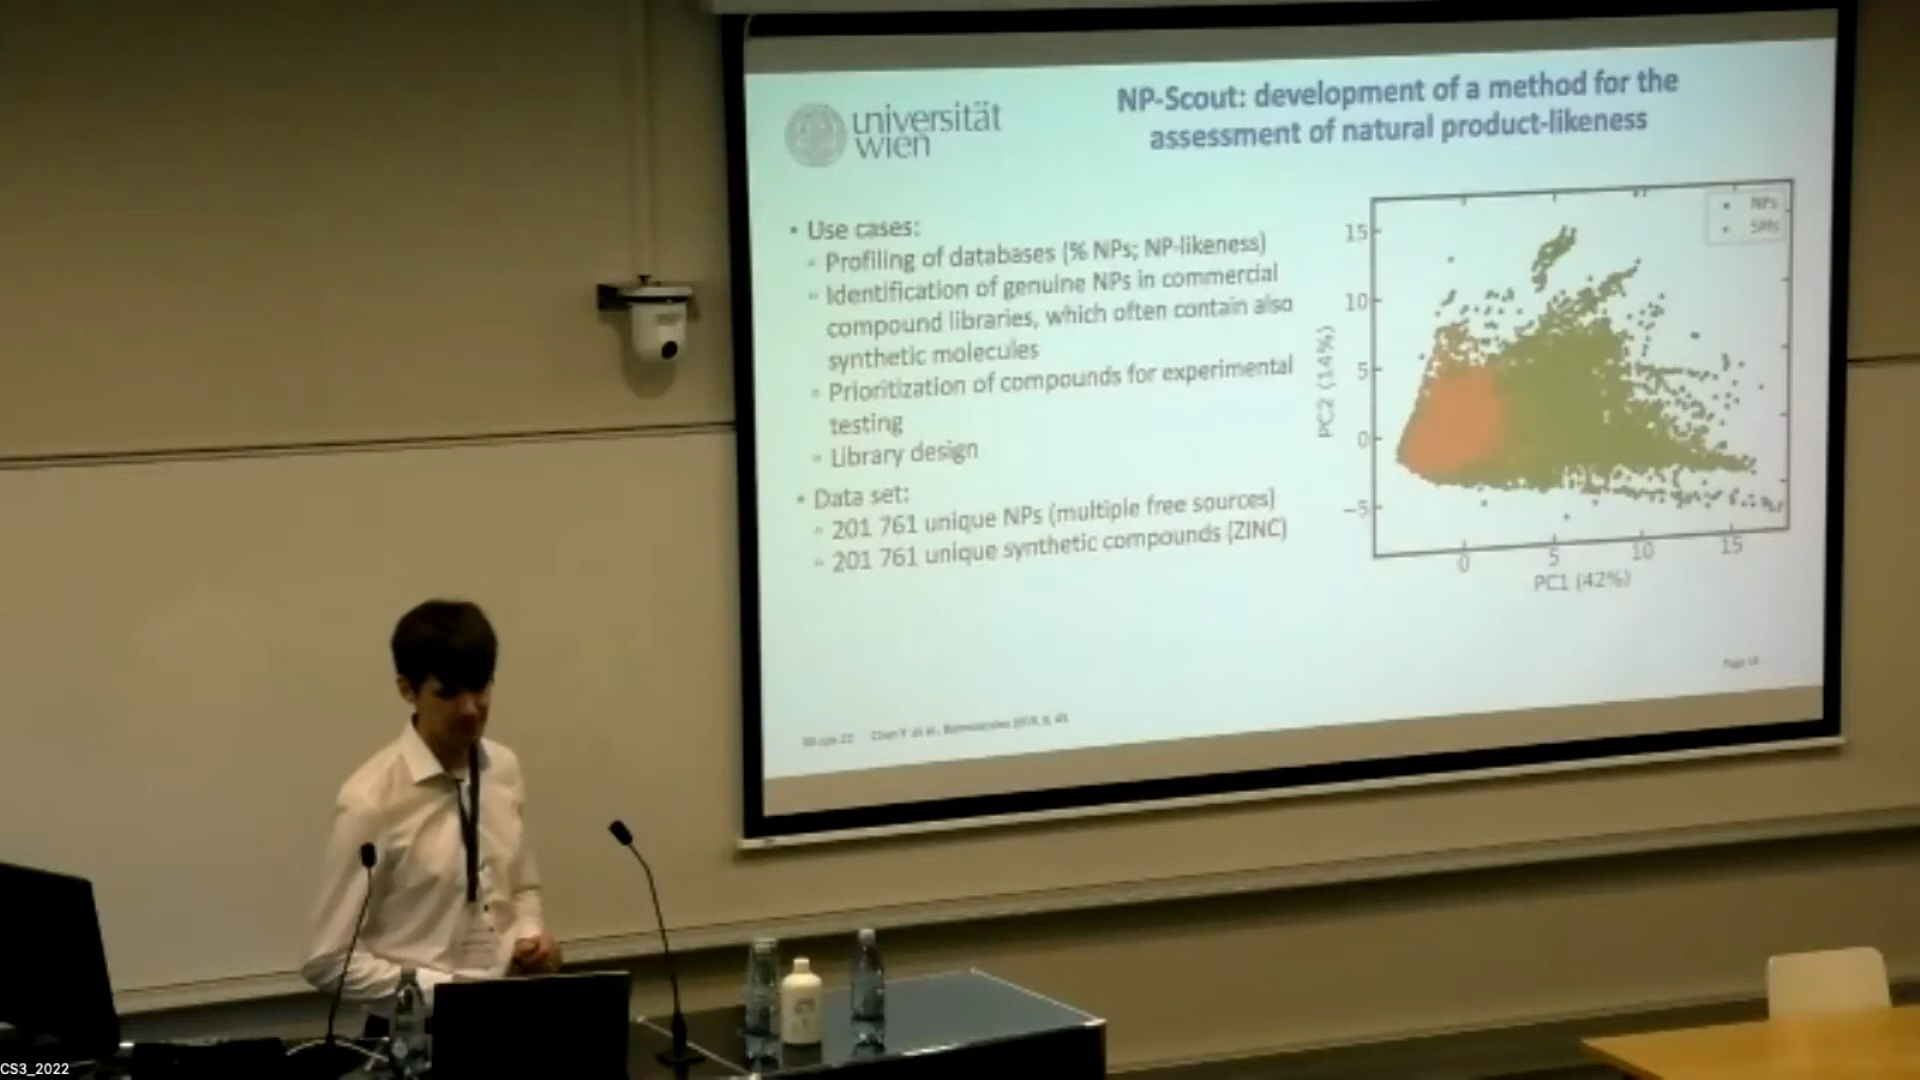 universität
wien
NP-Scout: development of a method for the
assessment of natural product-likeness
• Use cases:
Profiling of databases (% NPs; NP-likeness)
Identification of genuine NPs in commercial
compound libraries, which often contain also
synthetic molecules
Prioritization of compounds for experimental
testing
Library design
• Data set:
201 761 unique NPs (multiple free sources)
201 761 unique synthetic compounds (ZINC)
NPs
SMs
15
10
5
0
−5
PC2 (14%)
0
5
10
15
PC1 (42%)
Page
CS3_2022